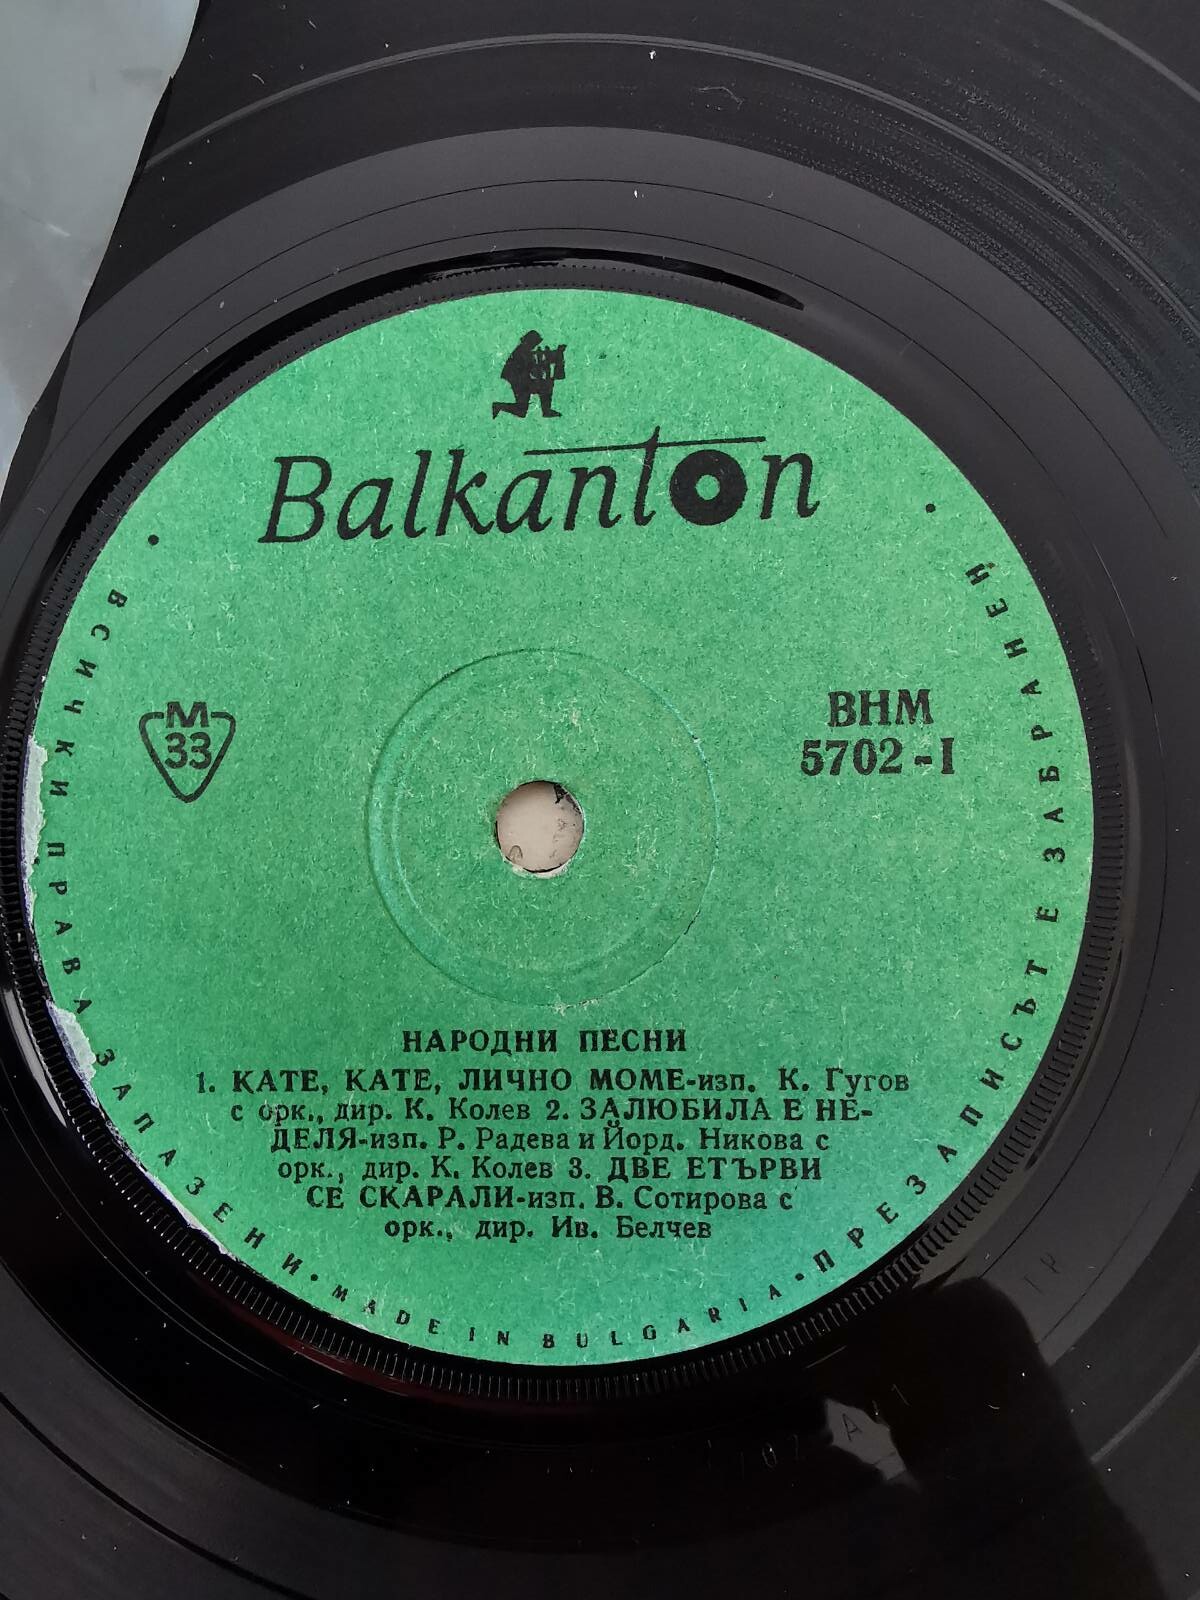 Balkanton
М
33
ВНМ
5702-I
НАРОДНИ ПЕСНИ
1. КАТЕ, КАТЕ, ЛИЧНО МОМЕ-изп. К. Гугов
с орк., дир. К. Колев 2. ЗАЛЮБИЛА Е НЕ-
ДЕЛЯ-изп. Р. Радева и Йорд. Никова с
орк., дир. К. Колев 3. ДВЕ ЕТЪРВИ
СЕ СКАРАЛИ-изп. В. Сотирова с
орк., дир. Ив. Белчев
• ВСИЧКИ ПРАВА ЗАПАЗЕНИ • MADE IN BULGARIA • ПРЕЗАПИСЪТ Е ЗАБРАНЕН •